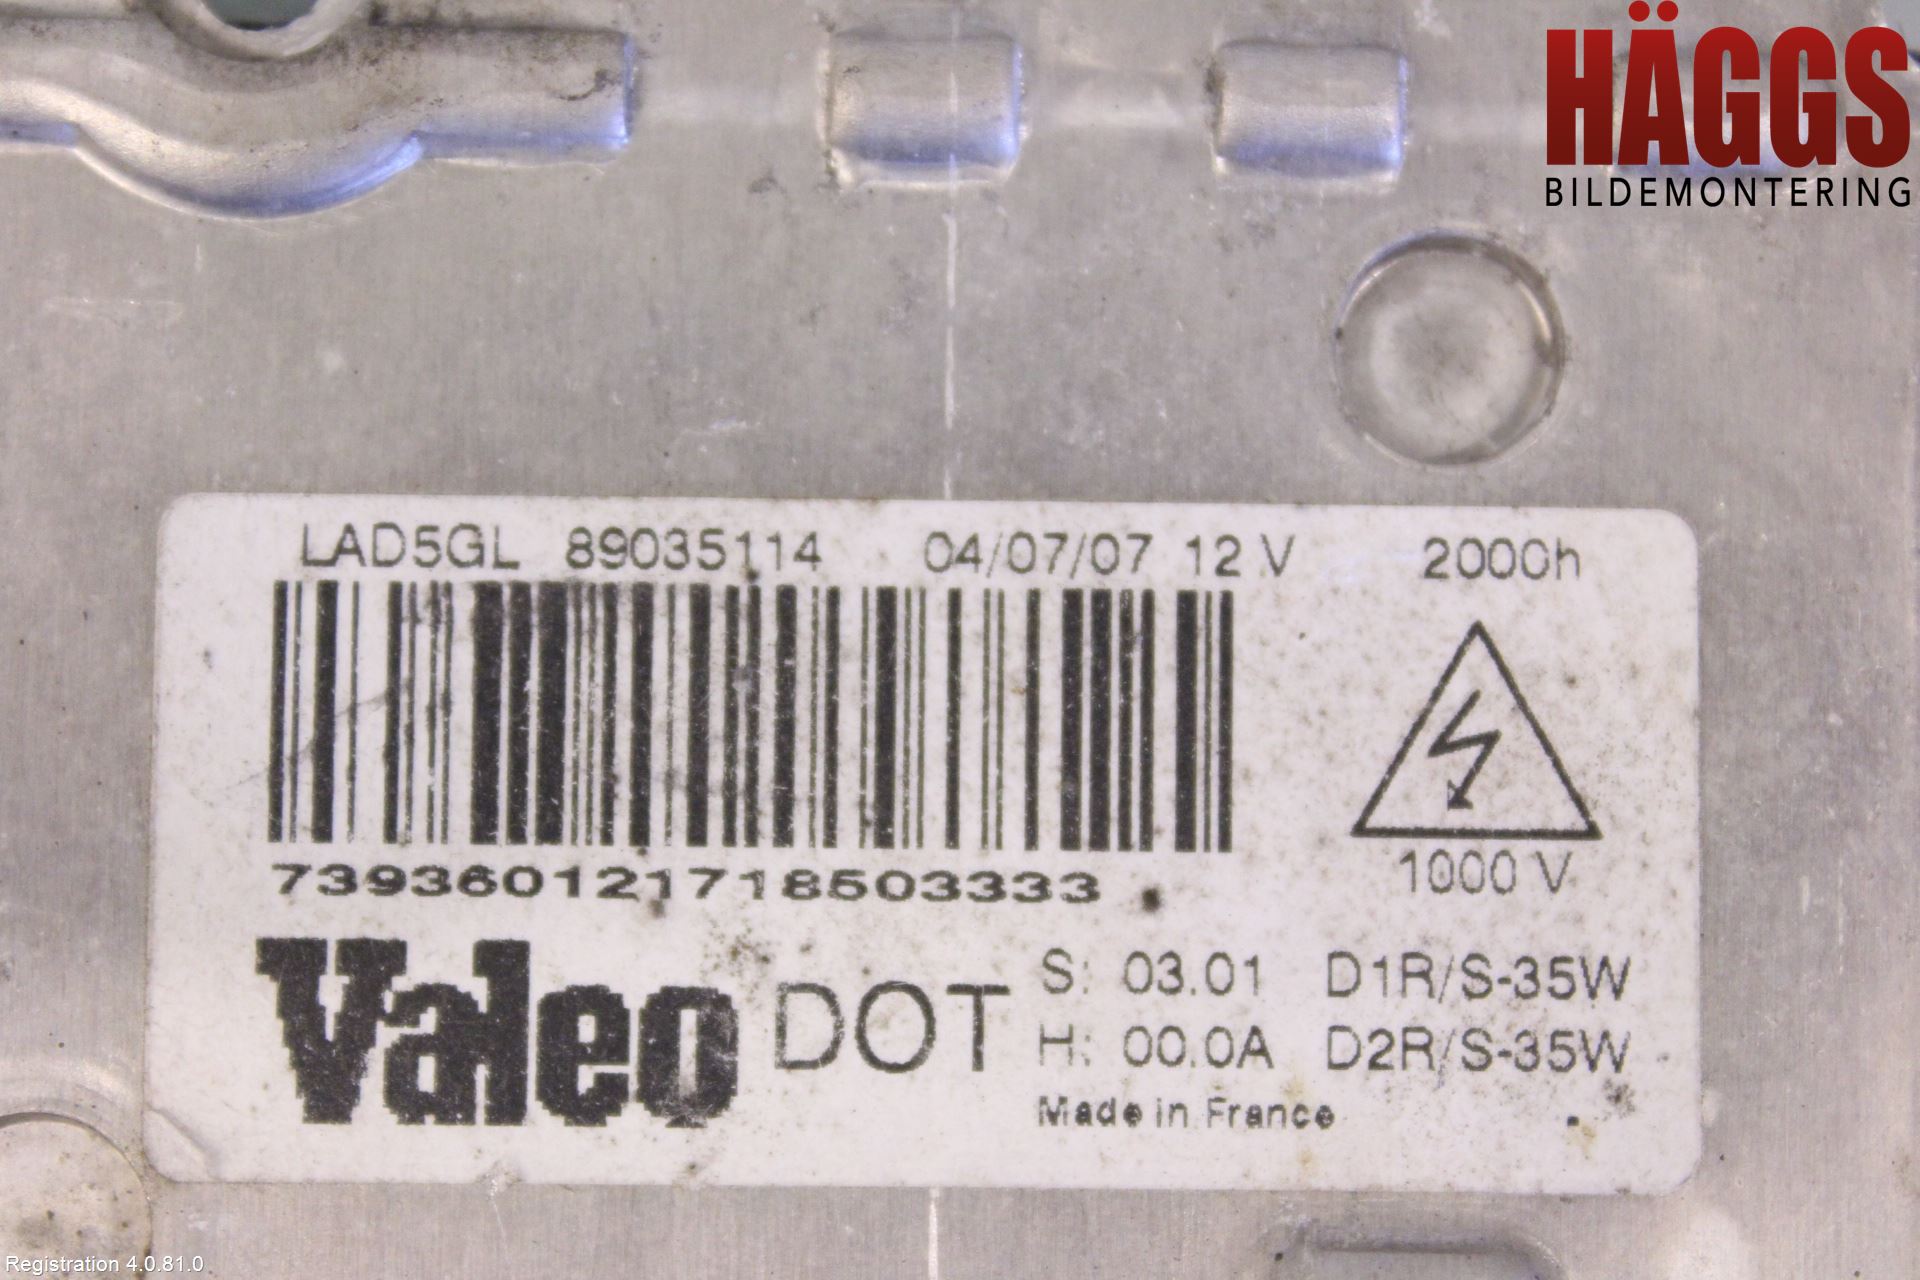 HÄGGS
BILDEMONTERING
LAD5GL 89035114 04/07/07 12 V 2000h
739360121718503333
1000 V
Valeo DOT
S: 03.01 D1R/S-35W
H: 00.0A D2R/S-35W
Made in France
Registration 4.0.81.0